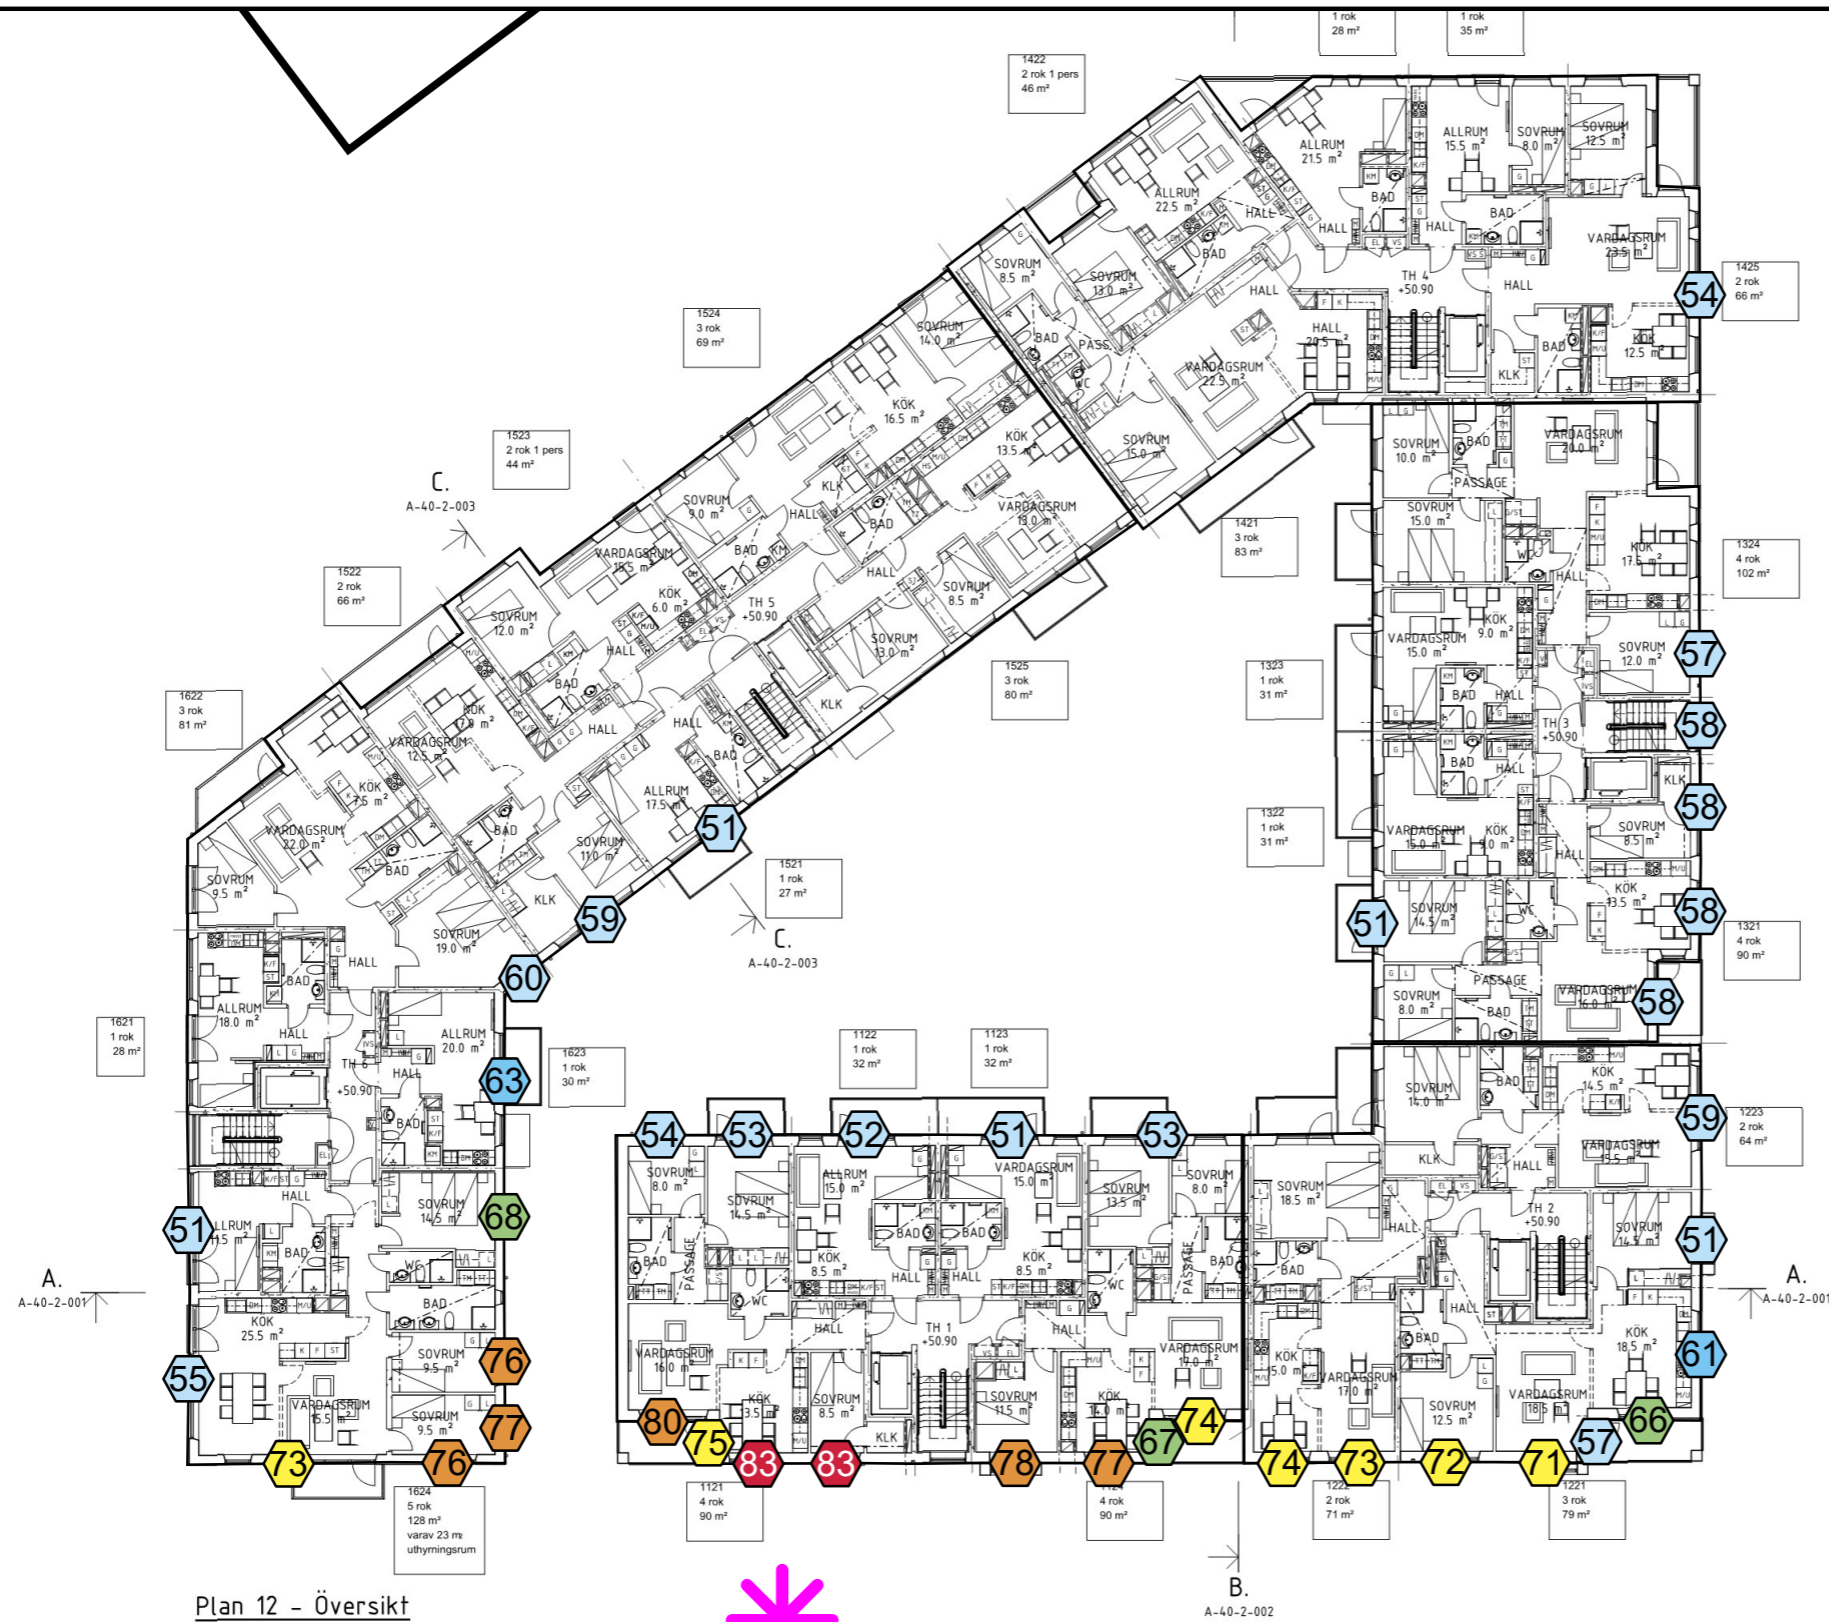 1 rok
28 m²
1 rok
35 m²
1422
2 rok 1 pers
46 m²
ALLRUM
21.5 m²
ALLRUM
15.5 m²
SOVRUM
8.0 m²
SOVRUM
12.5 m²
BAD
HALL
BAD
HALL
VARDAGSRUM
23.5 m²
ALLRUM
22.5 m²
HALL
BAD
SOVRUM
8.5 m²
SOVRUM
13.0 m²
TH 4
+50.90
HALL
HALL
54
1425
2 rok
66 m²
1524
3 rok
69 m²
SOVRUM
14.0 m²
BAD
PASS
WC
HALL
20.5 m²
VARDAGSRUM
22.5 m²
KLK
BAD
KÖK
12.5 m²
KÖK
16.5 m²
KÖK
13.5 m²
SOVRUM
15.0 m²
SOVRUM
10.0 m²
BAD
VARDAGSRUM
20.0 m²
PASSAGE
1523
2 rok 1 pers
44 m²
C.
A-40-2-003
SOVRUM
9.0 m²
KLK
HALL
BAD
VARDAGSRUM
13.0 m²
SOVRUM
15.0 m²
WC
HALL
KÖK
17.5 m²
1421
3 rok
83 m²
1324
4 rok
102 m²
VARDAGSRUM
15.5 m²
BAD
KM
HALL
SOVRUM
8.5 m²
1522
2 rok
66 m²
SOVRUM
12.0 m²
KÖK
6.0 m²
TH 5
+50.90
SOVRUM
13.0 m²
HALL
BAD
KÖK
9.0 m²
VARDAGSRUM
15.0 m²
SOVRUM
12.0 m²
57
1525
3 rok
80 m²
1323
1 rok
31 m²
BAD
HALL
1622
3 rok
81 m²
KÖK
17.0 m²
VARDAGSRUM
12.5 m²
HALL
HALL
BAD
KLK
TH 3
+50.90
58
BAD
HALL
KLK
KÖK
7.5 m²
VARDAGSRUM
22.0 m²
BAD
BAD
ALLRUM
17.5 m²
51
SOVRUM
11.0 m²
KLK
59
1322
1 rok
31 m²
VARDAGSRUM
15.0 m²
KÖK
9.0 m²
SOVRUM
8.5 m²
58
HALL
1521
1 rok
27 m²
C.
A-40-2-003
SOVRUM
9.5 m²
SOVRUM
19.0 m²
HALL
60
51
SOVRUM
14.5 m²
WC
KÖK
13.5 m²
58
1321
4 rok
90 m²
PASSAGE
SOVRUM
8.0 m²
BAD
VARDAGSRUM
16.0 m²
58
ALLRUM
18.0 m²
BAD
HALL
1621
1 rok
28 m²
ALLRUM
20.0 m²
HALL
TH 6
+50.90
BAD
63
1623
1 rok
30 m²
1122
1 rok
32 m²
1123
1 rok
32 m²
SOVRUM
14.0 m²
BAD
KÖK
14.5 m²
59
1223
2 rok
64 m²
KLK
HALL
VARDAGSRUM
15.5 m²
54
53
52
51
53
SOVRUM
8.0 m²
SOVRUM
14.5 m²
ALLRUM
15.0 m²
VARDAGSRUM
15.0 m²
SOVRUM
13.5 m²
SOVRUM
8.0 m²
SOVRUM
18.5 m²
TH 2
+50.90
SOVRUM
14.5 m²
51
HALL
51
ALLRUM
11.5 m²
BAD
SOVRUM
14.5 m²
68
WC
BAD
BAD
PASSAGE
WC
KÖK
8.5 m²
BAD
HALL
BAD
HALL
KÖK
8.5 m²
WC
PASSAGE
BAD
BAD
HALL
A.
A-40-2-001
A.
A-40-2-001
KÖK
25.5 m²
55
SOVRUM
9.5 m²
76
VARDAGSRUM
15.5 m²
SOVRUM
9.5 m²
77
73
76
VARDAGSRUM
16.0 m²
HALL
TH 1
+50.90
HALL
VARDAGSRUM
17.0 m²
KÖK
13.5 m²
SOVRUM
8.5 m²
KLK
SOVRUM
11.5 m²
KÖK
14.0 m²
80
75
83
83
78
77
67
74
KÖK
15.0 m²
VARDAGSRUM
17.0 m²
BAD
HALL
SOVRUM
12.5 m²
VARDAGSRUM
18.5 m²
KÖK
18.5 m²
61
66
57
74
73
72
71
1624
5 rok
128 m²
varav 23 m²
uthyrningsrum
1121
4 rok
90 m²
1124
4 rok
90 m²
1222
2 rok
71 m²
1221
3 rok
79 m²
B.
A-40-2-002
Plan 12 - Översikt